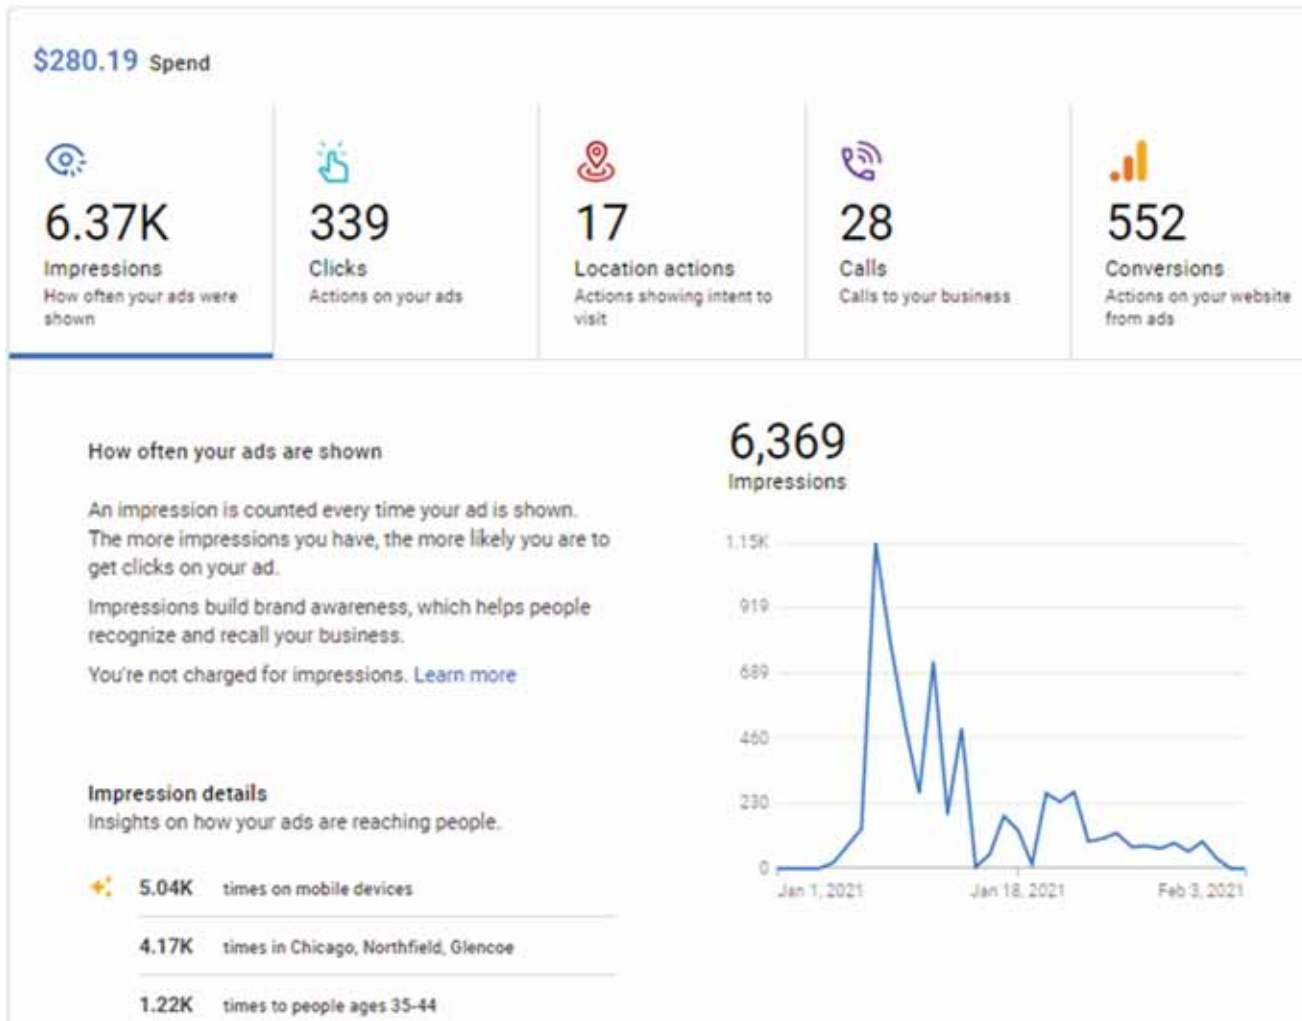 $280.19 Spend
6.37K
Impressions
How often your ads were
shown
339
Clicks
Actions on your ads
17
Location actions
Actions showing intent to
visit
28
Calls
Calls to your business
552
Conversions
Actions on your website
from ads
How often your ads are shown
An impression is counted every time your ad is shown.
The more impressions you have, the more likely you are to
get clicks on your ad.
Impressions build brand awareness, which helps people
recognize and recall your business.
You're not charged for impressions. Learn more
Impression details
Insights on how your ads are reaching people.
5.04K times on mobile devices
4.17K times in Chicago, Northfield, Glencoe
1.22K times to people ages 35-44
6,369
Impressions
1.15K
919
689
460
230
0
Jan 1, 2021 Jan 18, 2021 Feb 3, 2021